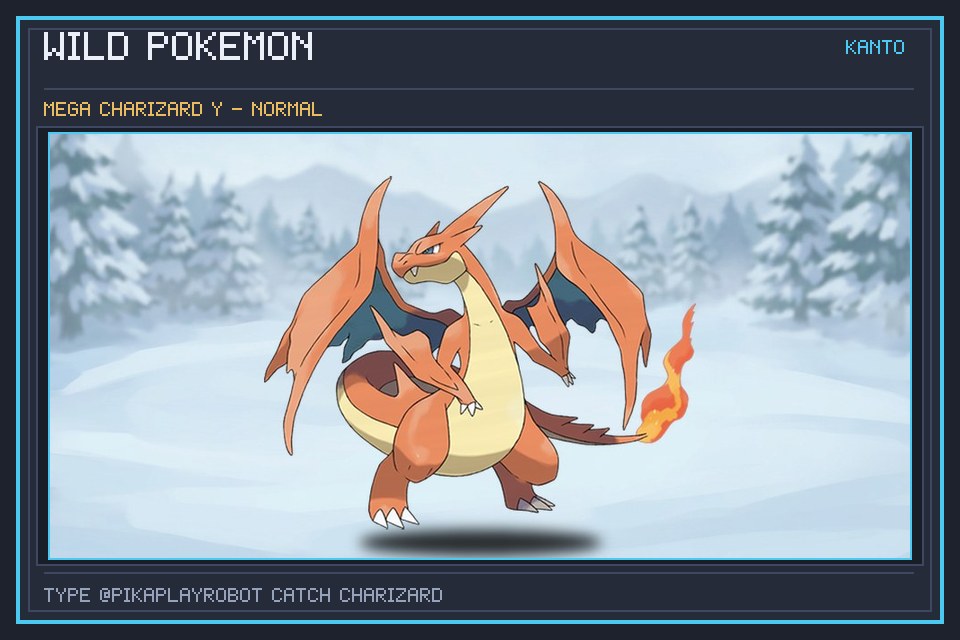 WILD POKEMON
KANTO
MEGA CHARIZARD Y - NORMAL
TYPE @PIKAPLAYROBOT CATCH CHARIZARD